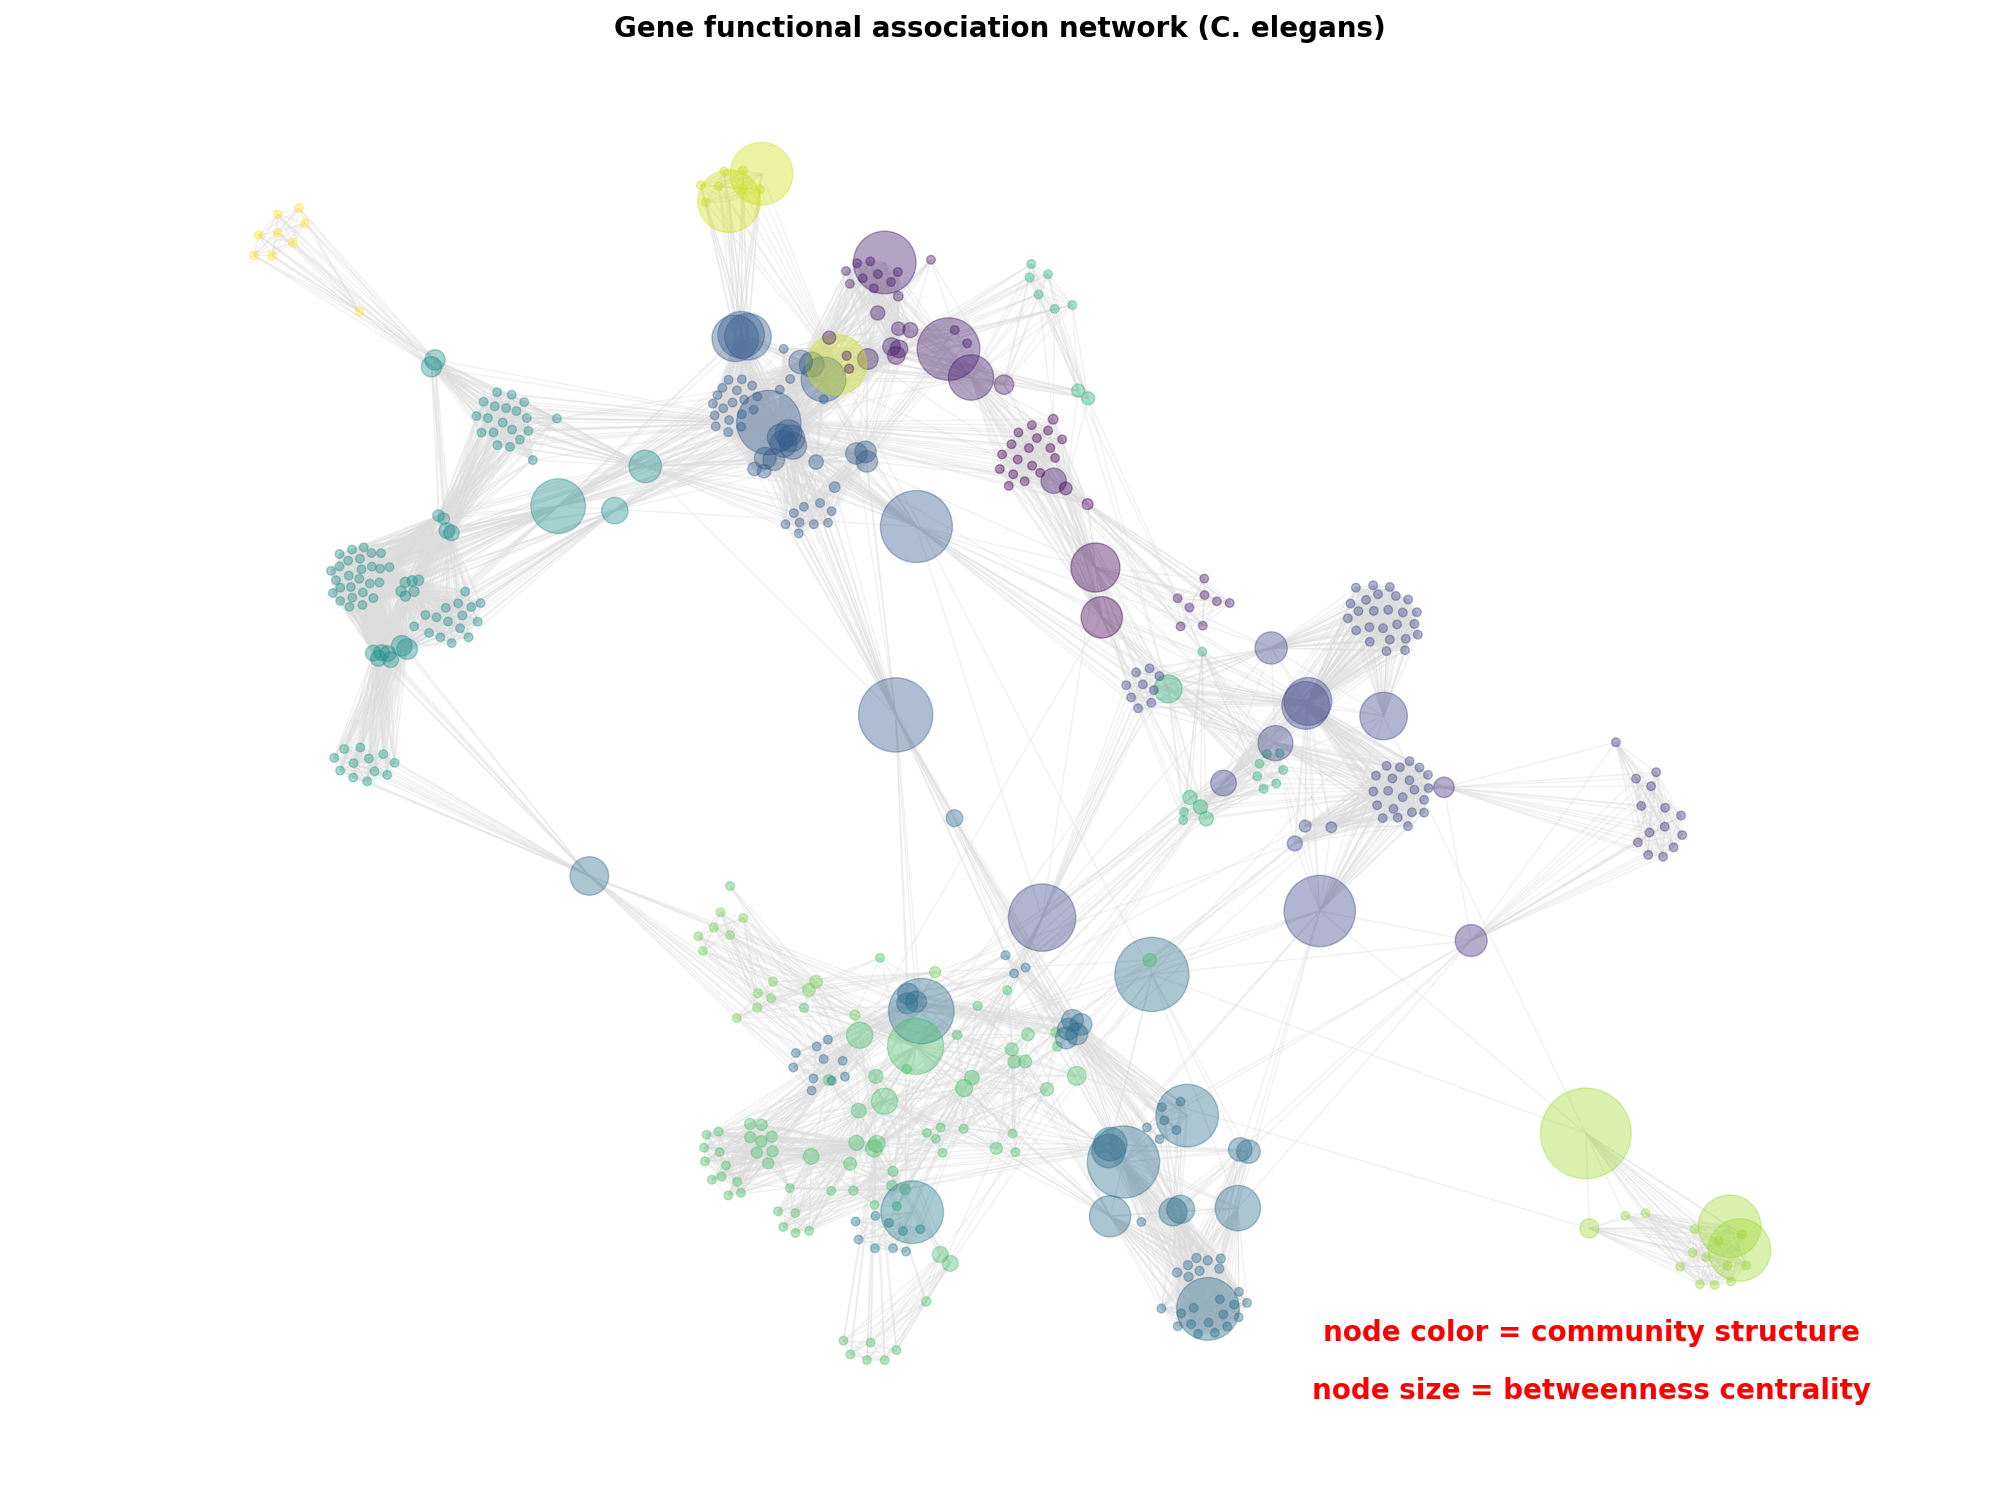 Gene functional association network (C. elegans)
node color = community structure
node size = betweenness centrality